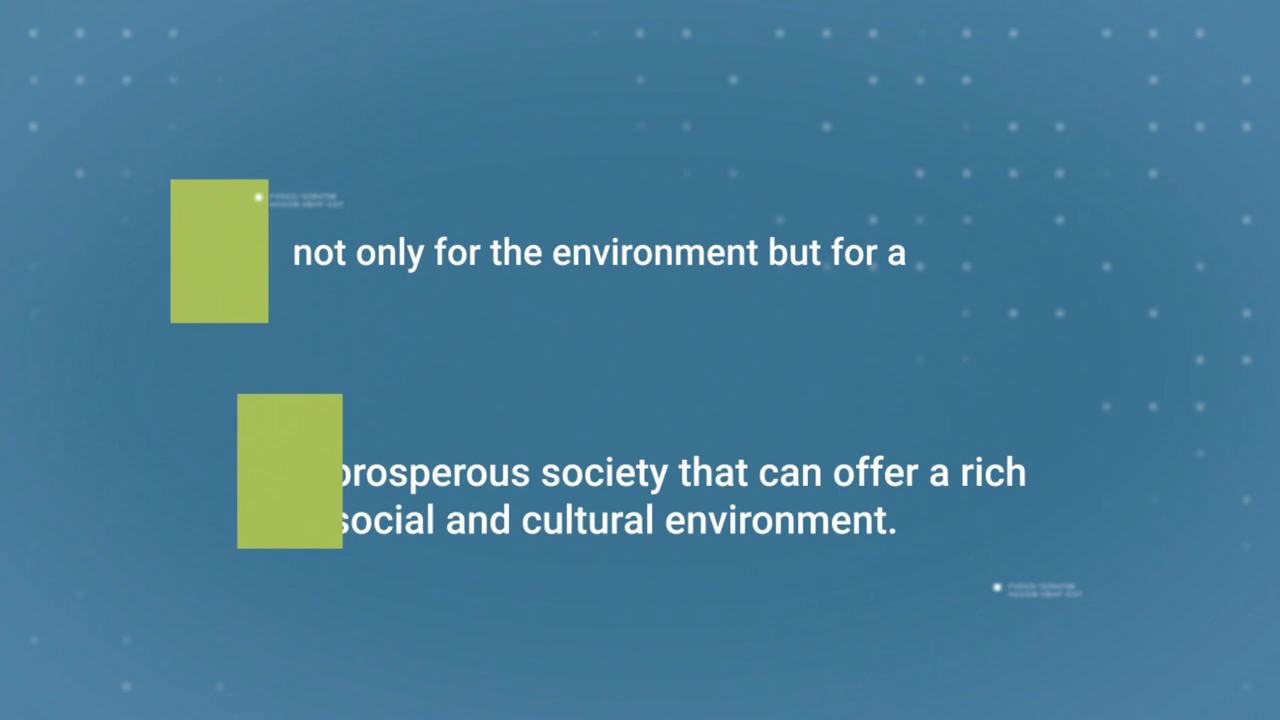 not only for the environment but for a
prosperous society that can offer a rich
social and cultural environment.